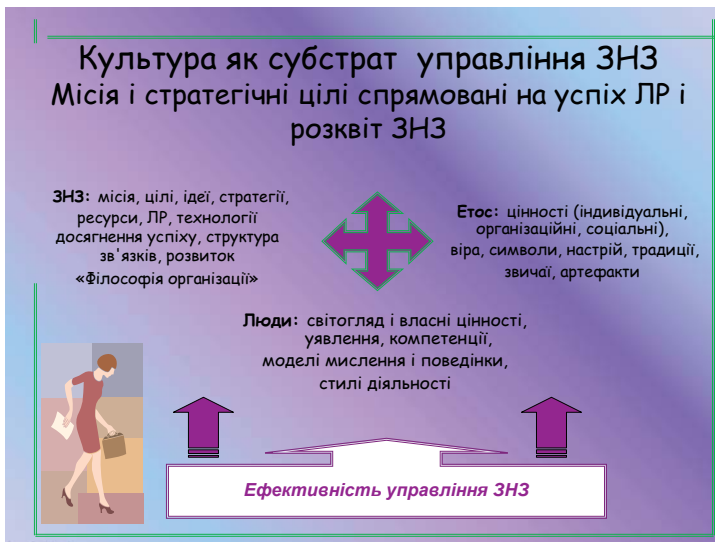 Культура як субстрат управління ЗНЗ
Місія і стратегічні цілі спрямовані на успіх ЛР і
розквіт ЗНЗ
ЗНЗ: місія, цілі, ідеї, стратегії,
ресурси, ЛР, технології
досягнення успіху, структура
зв'язків, розвиток
«Філософія організації»
Етос: цінності (індивідуальні,
організаційні, соціальні),
віра, символи, настрій, традиції,
звичаї, артефакти
Люди: світогляд і власні цінності,
уявлення, компетенції,
моделі мислення і поведінки,
стилі діяльності
Ефективність управління ЗНЗ